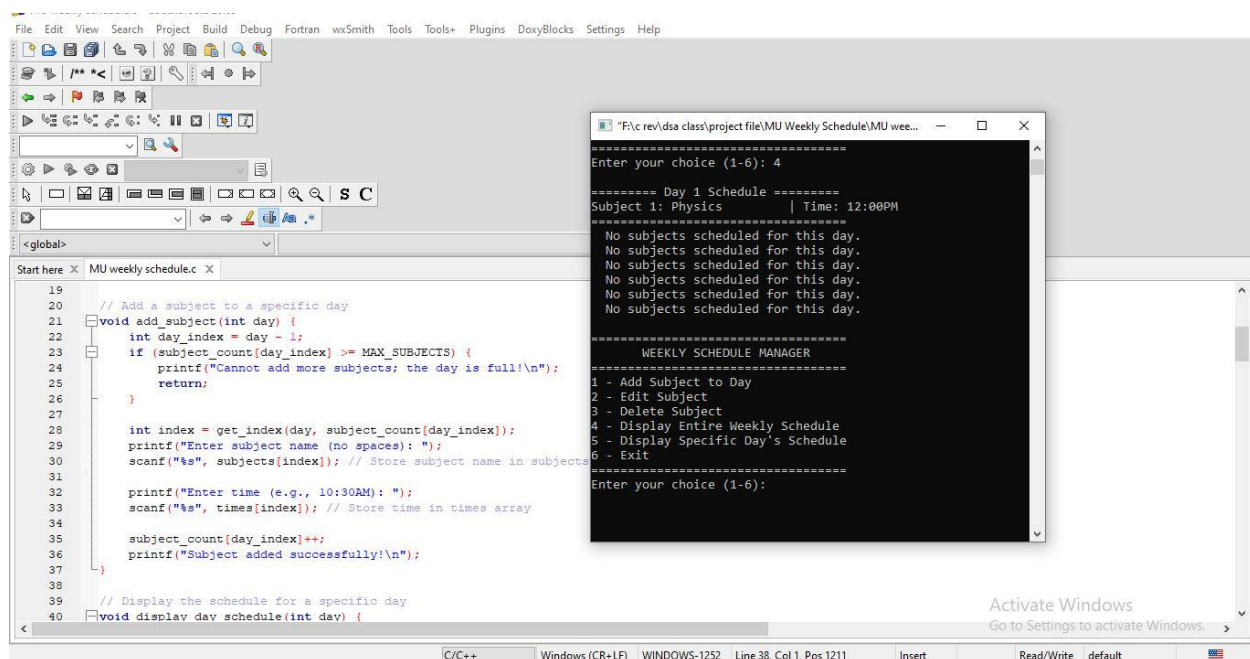 File Edit View Search Project Build Debug Fortran wxSmith Tools Tools+ Plugins DoxyBlocks Settings Help
/** *<
S C
Aa .*
<global>
Start here X MU weekly schedule.c X
19
20 // Add a subject to a specific day
21 void add_subject(int day) {
22 int day_index = day - 1;
23 if (subject_count[day_index] >= MAX_SUBJECTS) {
24 printf("Cannot add more subjects; the day is full!\n");
25 return;
26 }
27
28 int index = get_index(day, subject_count[day_index]);
29 printf("Enter subject name (no spaces): ");
30 scanf("%s", subjects[index]); // Store subject name in subjects
31
32 printf("Enter time (e.g., 10:30AM): ");
33 scanf("%s", times[index]); // Store time in times array
34
35 subject_count[day_index]++;
36 printf("Subject added successfully!\n");
37 }
38
39 // Display the schedule for a specific day
40 void display_day_schedule(int day) {
"F:\c rev\dsa class\project file\MU Weekly Schedule\MU wee...
===================================
Enter your choice (1-6): 4
========= Day 1 Schedule =========
Subject 1: Physics | Time: 12:00PM
===================================
No subjects scheduled for this day.
No subjects scheduled for this day.
No subjects scheduled for this day.
No subjects scheduled for this day.
No subjects scheduled for this day.
No subjects scheduled for this day.
===================================
WEEKLY SCHEDULE MANAGER
===================================
1 - Add Subject to Day
2 - Edit Subject
3 - Delete Subject
4 - Display Entire Weekly Schedule
5 - Display Specific Day's Schedule
6 - Exit
===================================
Enter your choice (1-6):
Activate Windows
Go to Settings to activate Windows.
C/C++ Windows (CR+LF) WINDOWS-1252 Line 38, Col 1, Pos 1211 Insert Read/Write default